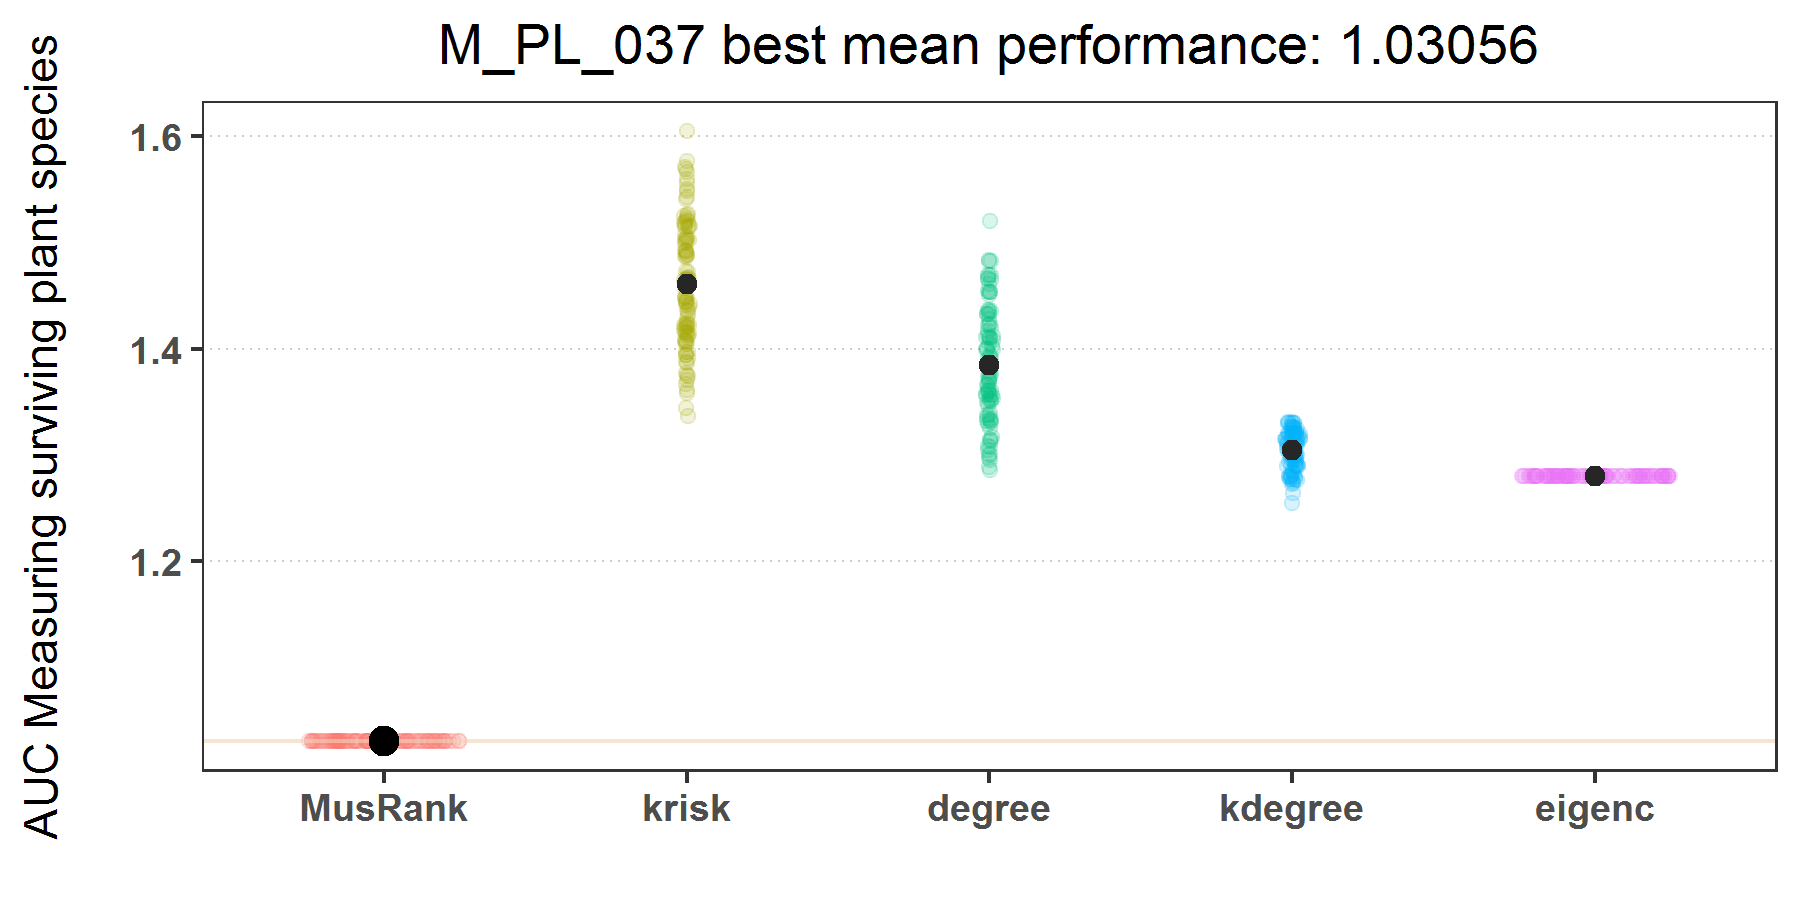 M_PL_037 best mean performance: 1.03056
AUC Measuring surviving plant species
1.6
1.4
1.2
MusRank krisk degree kdegree eigenc